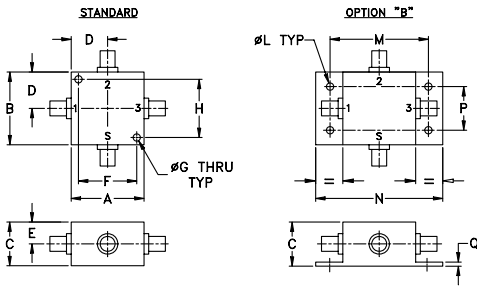 STANDARD
D
D
B
2
1
3
S
H
F
A
ØG THRU
TYP
E
C
OPTION "B"
ØL TYP
M
2
1
3
S
P
=
=
N
C
Q